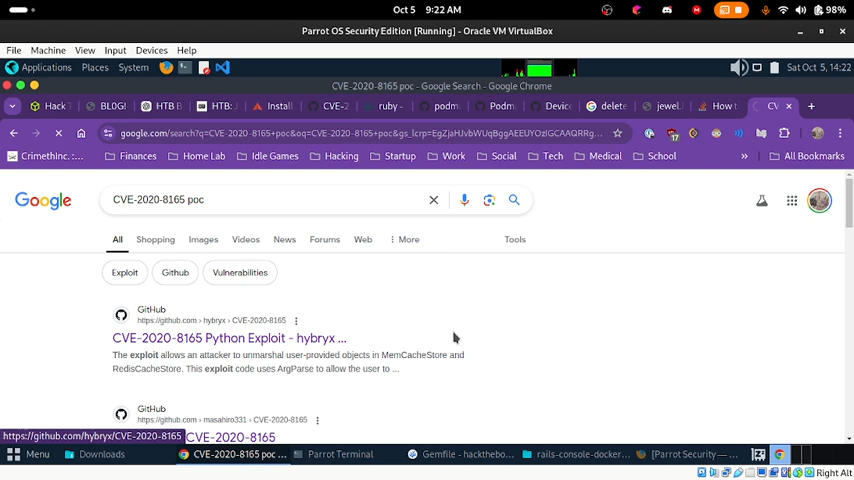 Oct 5 9:22 AM
98%
Parrot OS Security Edition [Running] - Oracle VM VirtualBox
File Machine View Input Devices Help
Applications Places System
Sat Oct 5, 14:22
CVE-2020-8165 poc - Google Search - Google Chrome
Hack T
BLOG!
HTB B
HTB: J
Install
CVE-2
ruby -
podm
Podm
Device
delete
jewel.l
How t
CV
google.com/search?q=CVE-2020-8165+poc&oq=CVE-2020-8165+poc&gs_lcrp=EgZjaHJvbWUqBggAEEUYOzIGCAAQRRg...
17
CrimethInc. :...
Finances
Home Lab
Idle Games
Hacking
Startup
Work
Social
Tech
Medical
School
»
All Bookmarks
Google
CVE-2020-8165 poc
All Shopping Images Videos News Forums Web More Tools
Exploit Github Vulnerabilities
GitHub
https://github.com › hybryx › CVE-2020-8165
CVE-2020-8165 Python Exploit - hybryx ...
The exploit allows an attacker to unmarshal user-provided objects in MemCacheStore and
RedisCacheStore. This exploit code uses ArgParse to allow the user to ...
GitHub
https://github.com › masahiro331 › CVE-2020-8165
https://github.com/hybryx/CVE-2020-8165
CVE-2020-8165
Menu
Downloads
CVE-2020-8165 poc ...
Parrot Terminal
Gemfile - hackthebo...
rails-console-docker...
[Parrot Security — ...
Right Alt